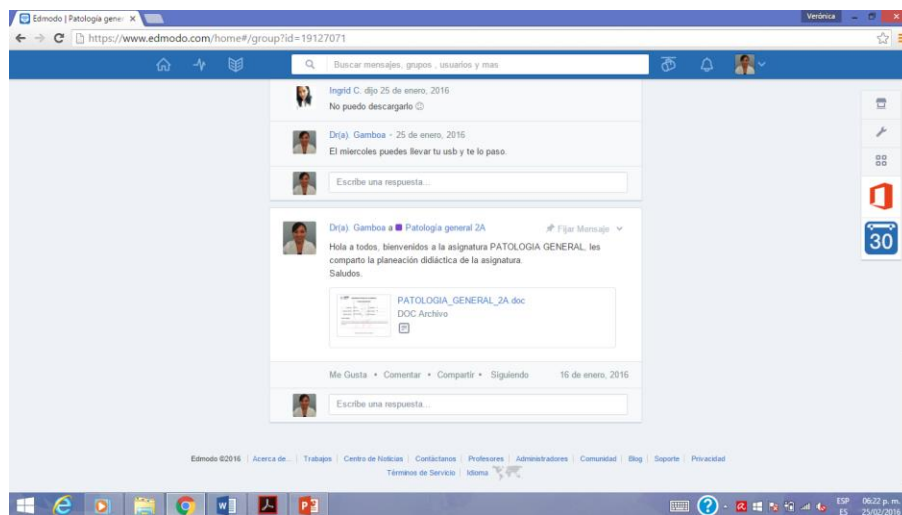 Edmodo | Patología gener
Verónica
https://www.edmodo.com/home#/group?id=19127071
Buscar mensajes, grupos , usuarios y mas
Ingrid C. dijo 25 de enero, 2016
No puedo descargarlo
Dr(a). Gamboa - 25 de enero, 2016
El miercoles puedes llevar tu usb y te lo paso.
Escribe una respuesta...
Dr(a). Gamboa a Patología general 2A
Fijar Mensaje
Hola a todos, bienvenidos a la asignatura PATOLOGIA GENERAL, les
comparto la planeación didáctica de la asignatura.
Saludos.
PATOLOGIA_GENERAL_2A.doc
DOC Archivo
Me Gusta • Comentar • Compartir • Siguiendo
16 de enero, 2016
Escribe una respuesta...
30
Edmodo ©2016 | Acerca de... | Trabajos | Centro de Noticias | Contáctanos | Profesores | Administradores | Comunidad | Blog | Soporte | Privacidad
Términos de Servicio | Idioma
ESP
06:22 p. m.
ES
25/02/2016